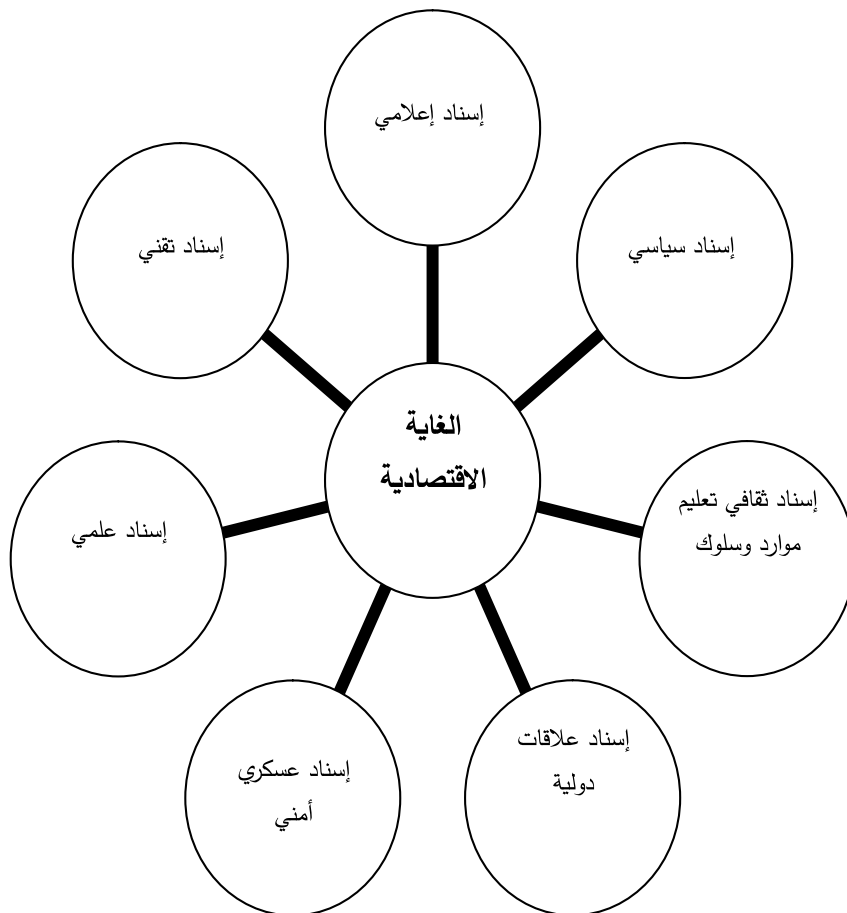 إسناد إعلامي
إسناد سياسي
إسناد تقني
الغاية
الاقتصادية
إسناد ثقافي تعليم
موارد وسلوك
إسناد علمي
إسناد علاقات
دولية
إسناد عسكري
أمني